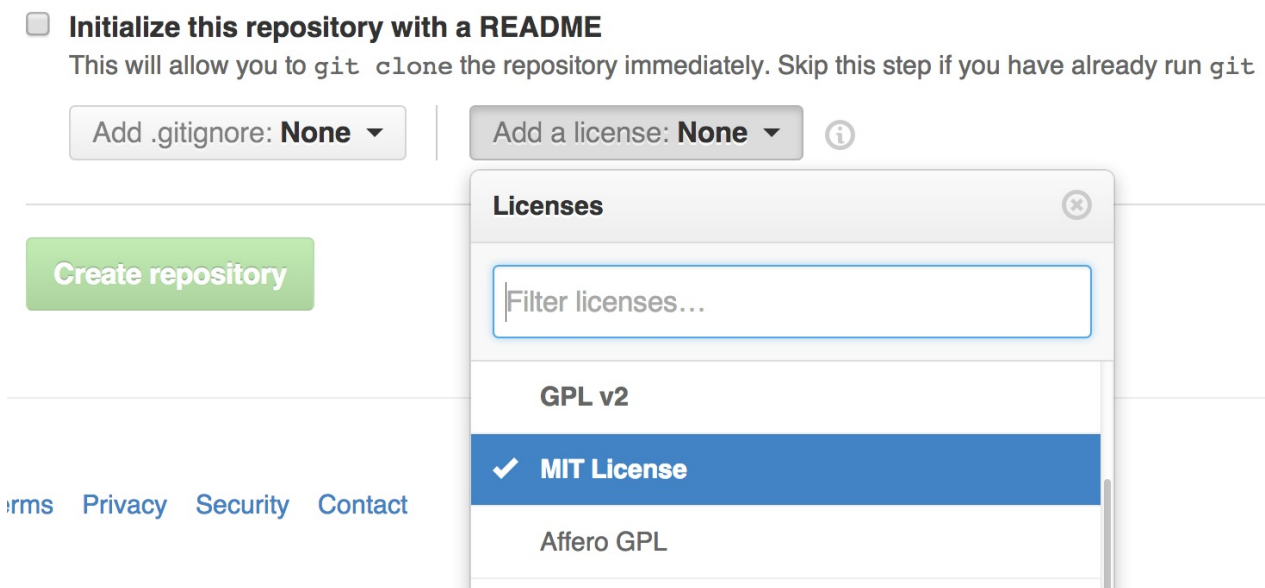 Initialize this repository with a README
This will allow you to git clone the repository immediately. Skip this step if you have already run git
Add .gitignore: None
Add a license: None
Licenses
Create repository
Filter licenses…
GPL v2
MIT License
erms Privacy Security Contact
Affero GPL